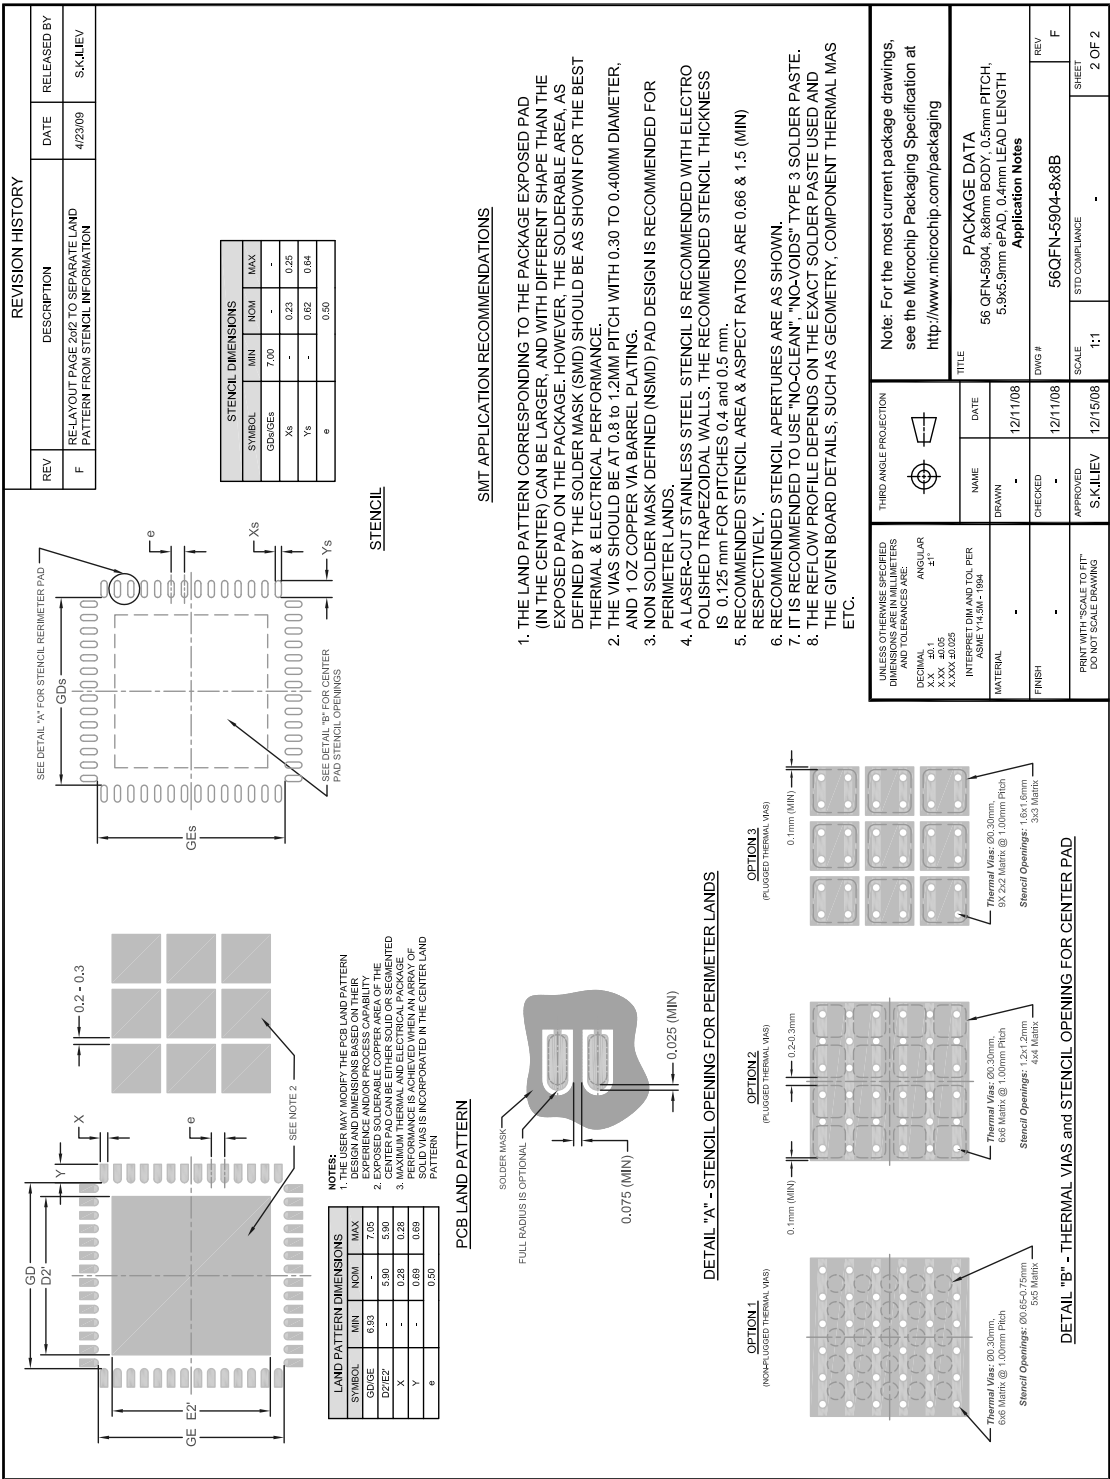 REVISION HISTORY
REV DESCRIPTION DATE RELEASED BY
F RE-LAYOUT PAGE 2of2 TO SEPARATE LAND PATTERN FROM STENCIL INFORMATION 4/23/09 S.K.ILIEV
GD
D2'
GE
E2'
Y
X
e
0.2 - 0.3
SEE NOTE 2
LAND PATTERN DIMENSIONS
SYMBOL MIN NOM MAX
GD/GE 6.93 - 7.05
D2'/E2' - 5.90 5.90
X - 0.28 0.28
Y - 0.69 0.69
e 0.50
NOTES:
1. THE USER MAY MODIFY THE PCB LAND PATTERN
DESIGN AND DIMENSIONS BASED ON THEIR
EXPERIENCE AND/OR PROCESS CAPABILITY
2. EXPOSED SOLDERABLE COPPER AREA OF THE
CENTER PAD CAN BE EITHER SOLID OR SEGMENTED
3. MAXIMUM THERMAL AND ELECTRICAL PACKAGE
PERFORMANCE IS ACHIEVED WHEN AN ARRAY OF
SOLID VIAS IS INCORPORATED IN THE CENTER LAND
PATTERN
PCB LAND PATTERN
SEE DETAIL "A" FOR STENCIL RERIMETER PAD
GDs
GEs
e
Xs
Ys
SEE DETAIL "B" FOR CENTER
PAD STENCIL OPENINGS
STENCIL
STENCIL DIMENSIONS
SYMBOL MIN NOM MAX
GDs/GEs 7.00 - -
Xs - 0.23 0.25
Ys - 0.62 0.64
e 0.50
SOLDER MASK
FULL RADIUS IS OPTIONAL
0.075 (MIN)
0.025 (MIN)
DETAIL "A" - STENCIL OPENING FOR PERIMETER LANDS
SMT APPLICATION RECOMMENDATIONS
1. THE LAND PATTERN CORRESPONDING TO THE PACKAGE EXPOSED PAD
(IN THE CENTER) CAN BE LARGER, AND WITH DIFFERENT SHAPE THAN THE
EXPOSED PAD ON THE PACKAGE. HOWEVER, THE SOLDERABLE AREA, AS
DEFINED BY THE SOLDER MASK (SMD) SHOULD BE AS SHOWN FOR THE BEST
THERMAL & ELECTRICAL PERFORMANCE.
2. THE VIAS SHOULD BE AT 0.8 to 1.2MM PITCH WITH 0.30 TO 0.40MM DIAMETER,
AND 1 OZ COPPER VIA BARREL PLATING.
3. NON SOLDER MASK DEFINED (NSMD) PAD DESIGN IS RECOMMENDED FOR
PERIMETER LANDS.
4. A LASER-CUT STAINLESS STEEL STENCIL IS RECOMMENDED WITH ELECTRO
POLISHED TRAPEZOIDAL WALLS. THE RECOMMENDED STENCIL THICKNESS
IS 0.125 mm FOR PITCHES 0.4 and 0.5 mm.
5. RECOMMENDED STENCIL AREA & ASPECT RATIOS ARE 0.66 & 1.5 (MIN)
RESPECTIVELY.
6. RECOMMENDED STENCIL APERTURES ARE AS SHOWN.
7. IT IS RECOMMENDED TO USE "NO-CLEAN", "NO-VOIDS" TYPE 3 SOLDER PASTE.
8. THE REFLOW PROFILE DEPENDS ON THE EXACT SOLDER PASTE USED AND
THE GIVEN BOARD DETAILS, SUCH AS GEOMETRY, COMPONENT THERMAL MAS
ETC.
OPTION 1
(NON-PLUGGED THERMAL VIAS)
Thermal Vias: Ø0.30mm,
6x6 Matrix @ 1.00mm Pitch
Stencil Openings: Ø0.65-0.75mm
5x5 Matrix
OPTION 2
(PLUGGED THERMAL VIAS)
0.1mm (MIN)
0.2-0.3mm
Thermal Vias: Ø0.30mm,
6x6 Matrix @ 1.00mm Pitch
Stencil Openings: 1.2x1.2mm
4x4 Matrix
OPTION 3
(PLUGGED THERMAL VIAS)
0.1mm (MIN)
Thermal Vias: Ø0.30mm,
9X 2x2 Matrix @ 1.00mm Pitch
Stencil Openings: 1.6x1.6mm
3x3 Matrix
DETAIL "B" - THERMAL VIAS and STENCIL OPENING FOR CENTER PAD
UNLESS OTHERWISE SPECIFIED
DIMENSIONS ARE IN MILLIMETERS
AND TOLERANCES ARE:
DECIMAL ANGULAR
X.X ±0.1 ±1°
X.XX ±0.05
X.XXX ±0.025
INTERPRET DIM AND TOL PER
ASME Y14.5M - 1994
MATERIAL
-
FINISH
-
PRINT WITH "SCALE TO FIT"
DO NOT SCALE DRAWING
THIRD ANGLE PROJECTION
NAME DATE
DRAWN
- 12/11/08
CHECKED
- 12/11/08
APPROVED
S.K.ILIEV 12/15/08
Note: For the most current package drawings,
see the Microchip Packaging Specification at
http://www.microchip.com/packaging
TITLE
PACKAGE DATA
56 QFN-5904, 8x8mm BODY, 0.5mm PITCH,
5.9x5.9mm ePAD, 0.4mm LEAD LENGTH
Application Notes
DWG # 56QFN-5904-8x8B REV F
SCALE 1:1 STD COMPLIANCE - SHEET 2 OF 2